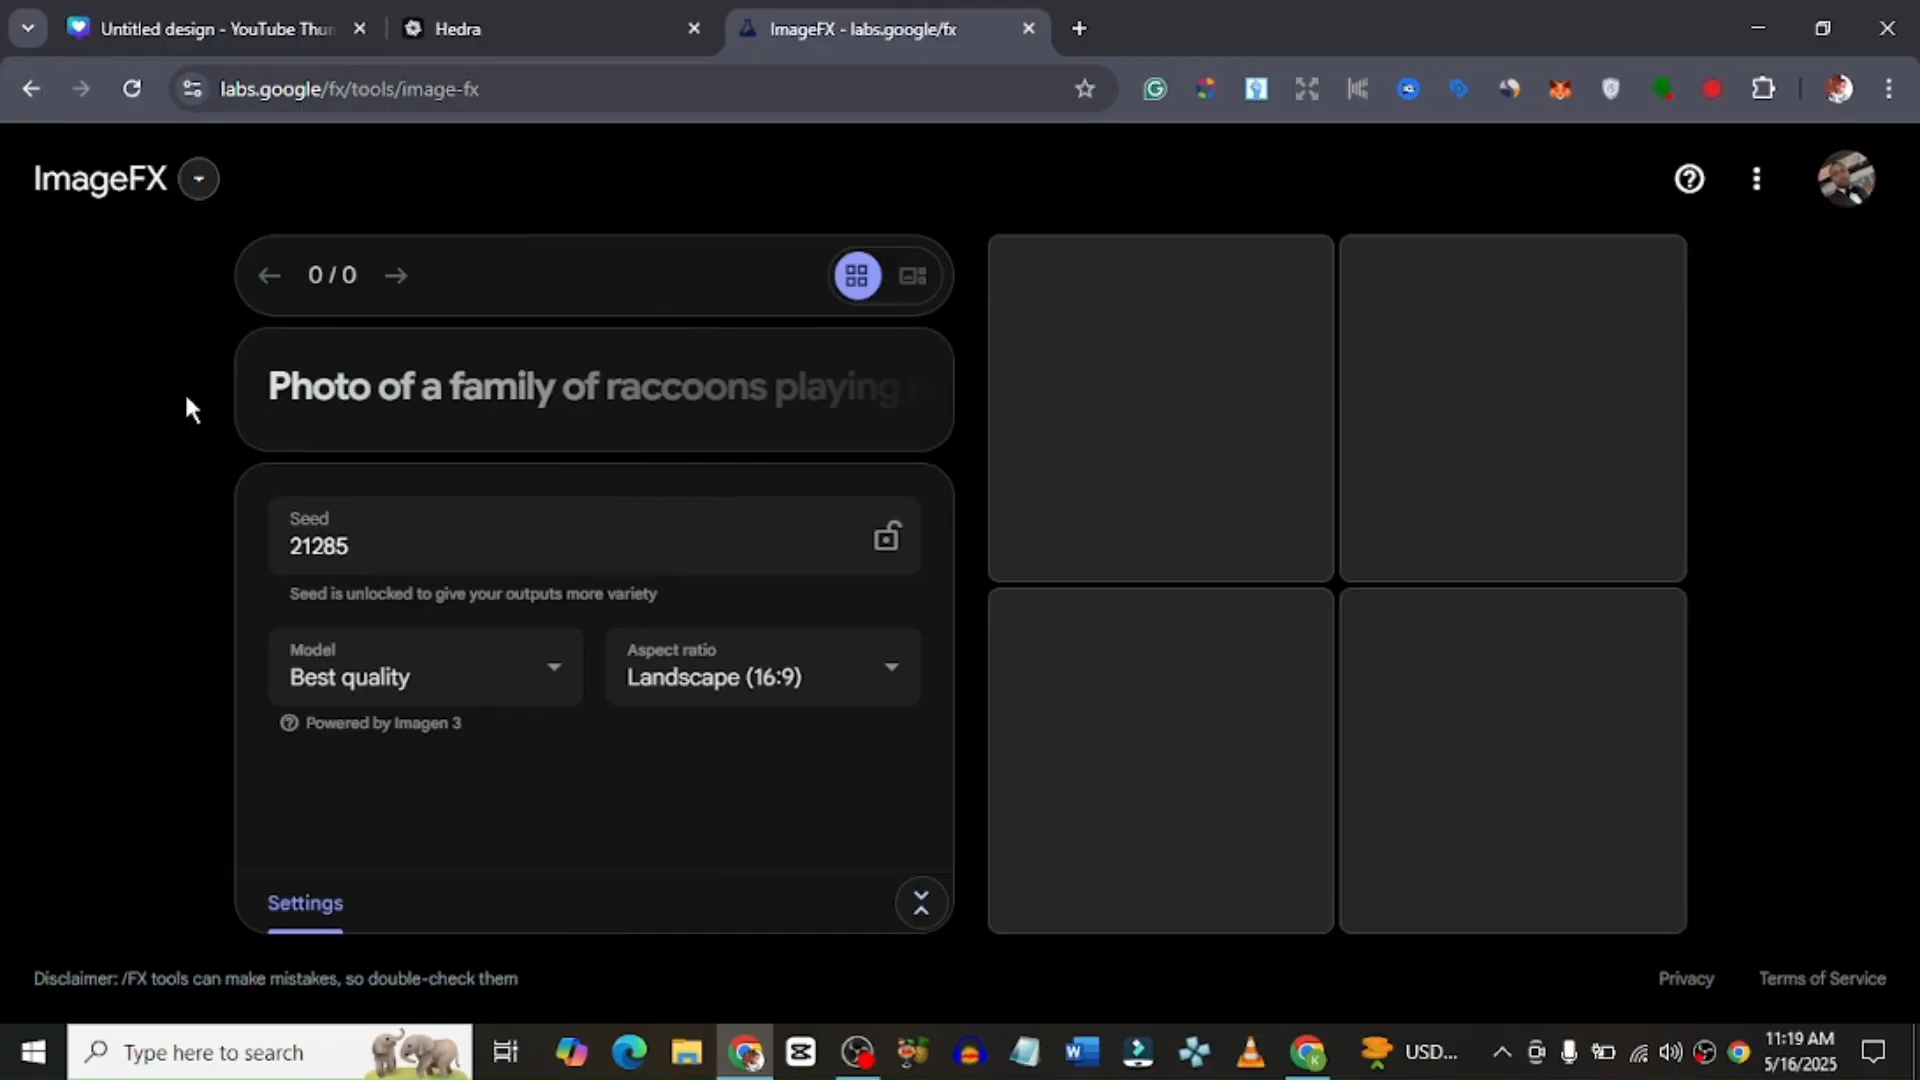 Untitled design - YouTube Thun
Hedra
ImageFX - labs.google/fx
labs.google/fx/tools/image-fx
ImageFX
0 / 0
Photo of a family of raccoons playing
Seed
21285
Seed is unlocked to give your outputs more variety
Model
Best quality
Aspect ratio
Landscape (16:9)
Powered by Imagen 3
Settings
Disclaimer: /FX tools can make mistakes, so double-check them
Privacy
Terms of Service
Type here to search
USD...
11:19 AM
5/16/2025